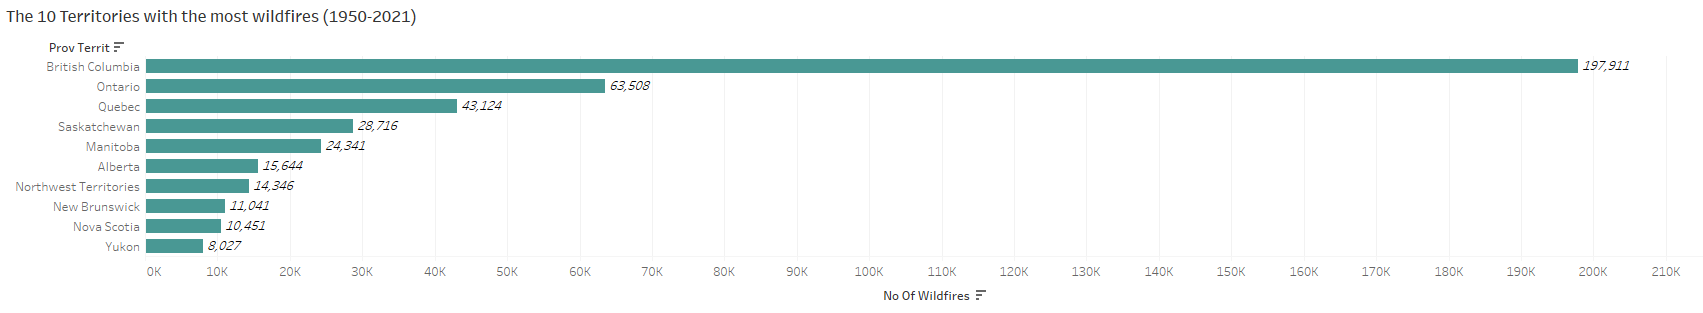 The 10 Territories with the most wildfires (1950-2021)
Prov Territ
British Columbia 197,911
Ontario 63,508
Quebec 43,124
Saskatchewan 28,716
Manitoba 24,341
Alberta 15,644
Northwest Territories 14,346
New Brunswick 11,041
Nova Scotia 10,451
Yukon 8,027
0K 10K 20K 30K 40K 50K 60K 70K 80K 90K 100K 110K 120K 130K 140K 150K 160K 170K 180K 190K 200K 210K
No Of Wildfires